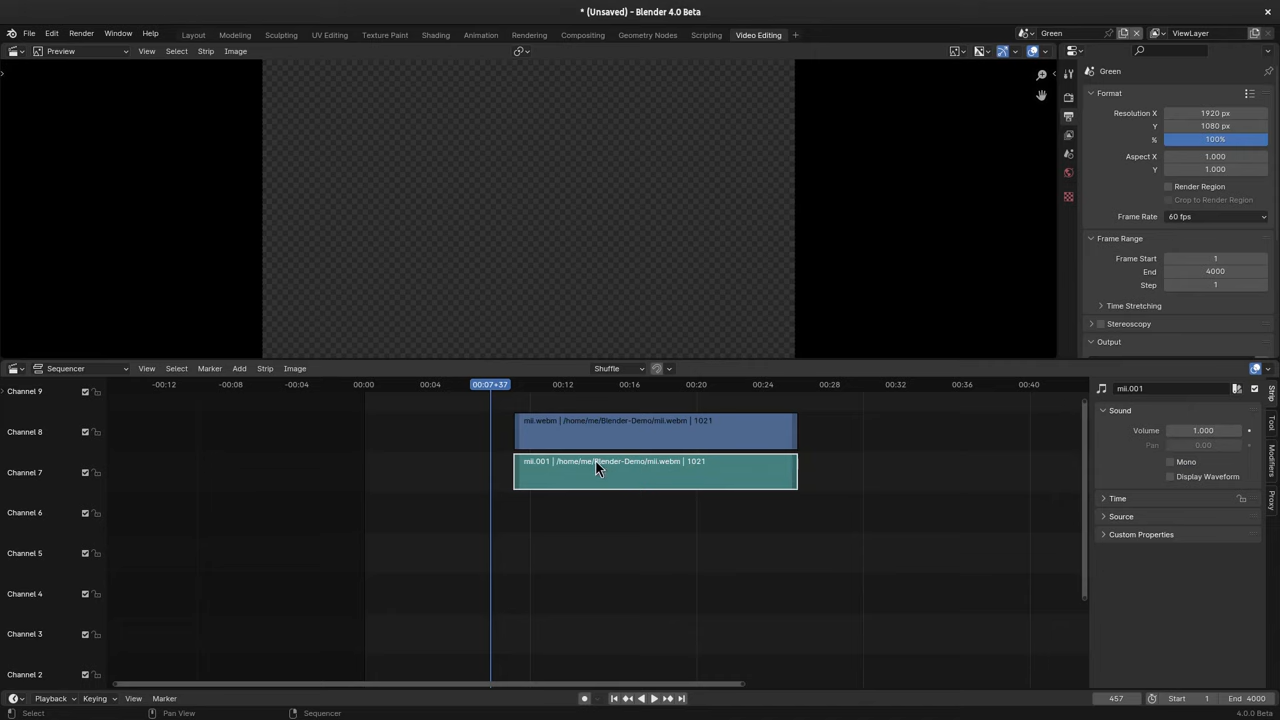 * (Unsaved) - Blender 4.0 Beta
File Edit Render Window Help Layout Modeling Sculpting UV Editing Texture Paint Shading Animation Rendering Compositing Geometry Nodes Scripting Video Editing + Green ViewLayer
Preview View Select Strip Image
Green
Format
Resolution X 1920 px
Y 1080 px
% 100%
Aspect X 1.000
Y 1.000
Render Region
Crop to Render Region
Frame Rate 60 fps
Frame Range
Frame Start 1
End 4000
Step 1
Time Stretching
Stereoscopy
Output
Sequencer View Select Marker Add Strip Image Shuffle
-00:12 -00:08 -00:04 00:00 00:04 00:07+37 00:12 00:16 00:20 00:24 00:28 00:32 00:36 00:40
Channel 9
Channel 8
Channel 7
Channel 6
Channel 5
Channel 4
Channel 3
Channel 2
mii.webm | /home/me/Blender-Demo/mii.webm | 1021
mii.001 | /home/me/Blender-Demo/mii.webm | 1021
mii.001
Sound
Volume 1.000
Pan 0.00
Mono
Display Waveform
Time
Source
Custom Properties
Strip
Tool
Modifiers
Proxy
Playback Keying View Marker 457 Start 1 End 4000
Select Pan View Sequencer 4.0.0 Beta